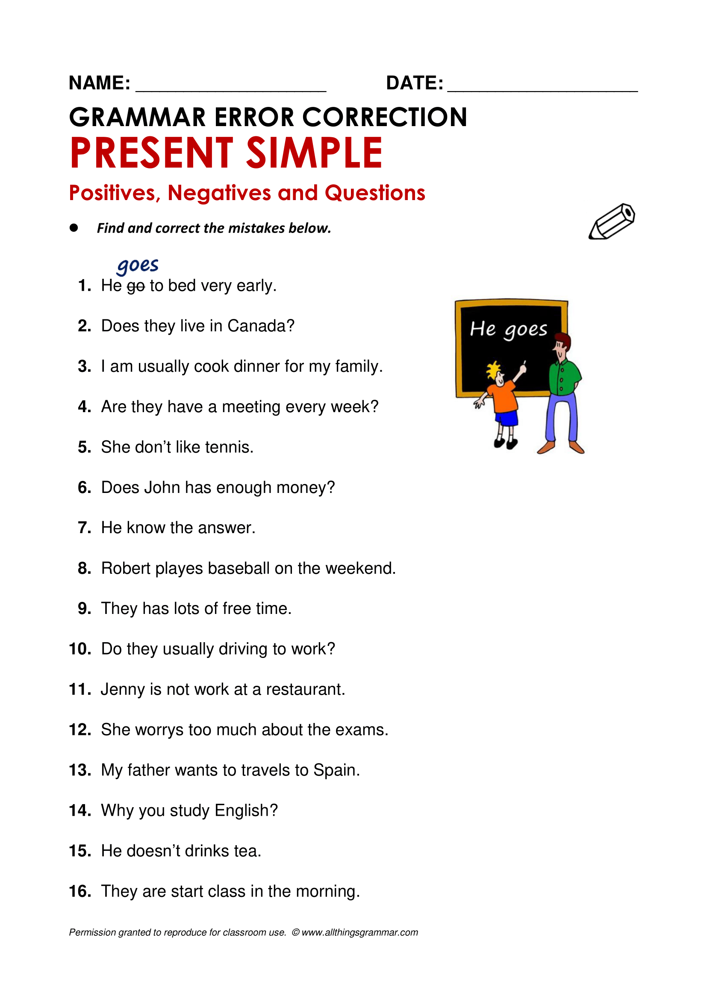 NAME: ____________________ DATE: ____________________
GRAMMAR ERROR CORRECTION
PRESENT SIMPLE
Positives, Negatives and Questions
● Find and correct the mistakes below.
goes
1. He go to bed very early.
He goes
2. Does they live in Canada?
3. I am usually cook dinner for my family.
4. Are they have a meeting every week?
5. She don’t like tennis.
6. Does John has enough money?
7. He know the answer.
8. Robert playes baseball on the weekend.
9. They has lots of free time.
10. Do they usually driving to work?
11. Jenny is not work at a restaurant.
12. She worrys too much about the exams.
13. My father wants to travels to Spain.
14. Why you study English?
15. He doesn’t drinks tea.
16. They are start class in the morning.
Permission granted to reproduce for classroom use. © www.allthingsgrammar.com